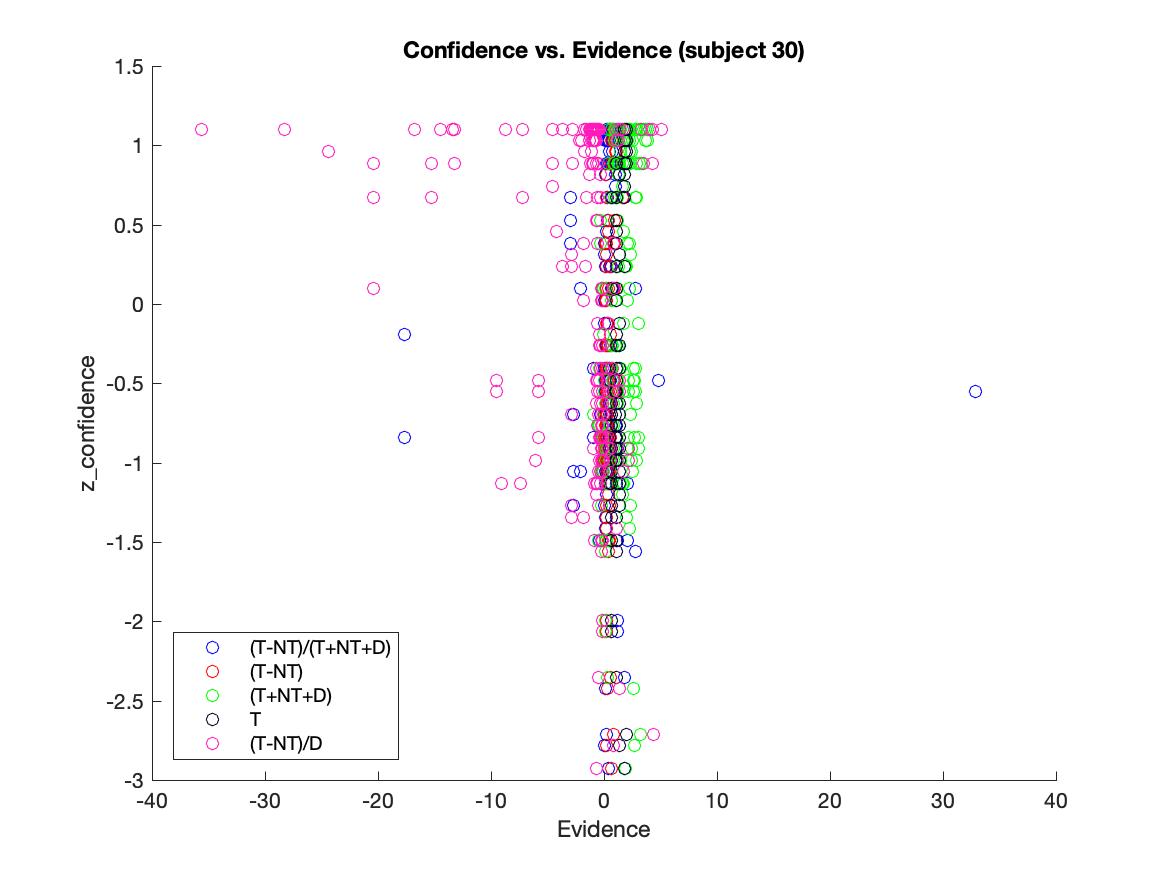 Confidence vs. Evidence (subject 30)
1.5
1
0.5
0
-0.5
-1
-1.5
-2
-2.5
-3
z_confidence
(T-NT)/(T+NT+D)
(T-NT)
(T+NT+D)
T
(T-NT)/D
-40 -30 -20 -10 0 10 20 30 40
Evidence